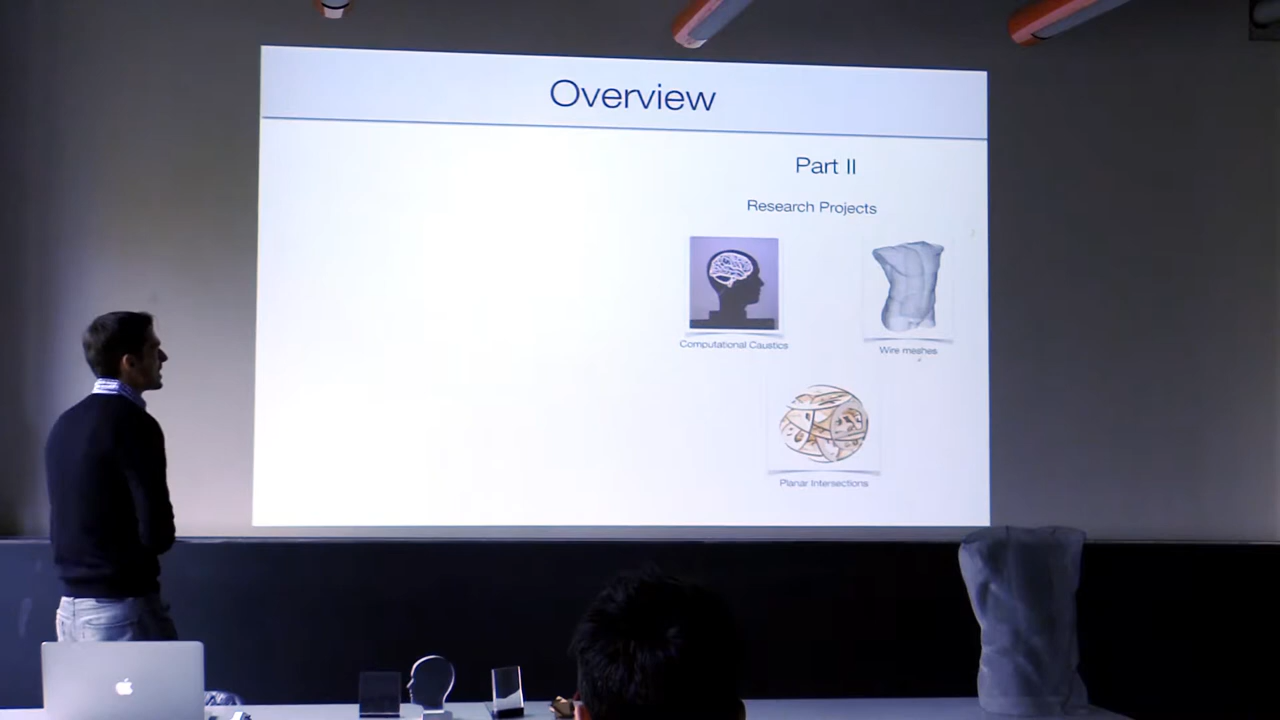 Overview
Part II
Research Projects
Computational Caustics
Wire meshes
Planar Intersections